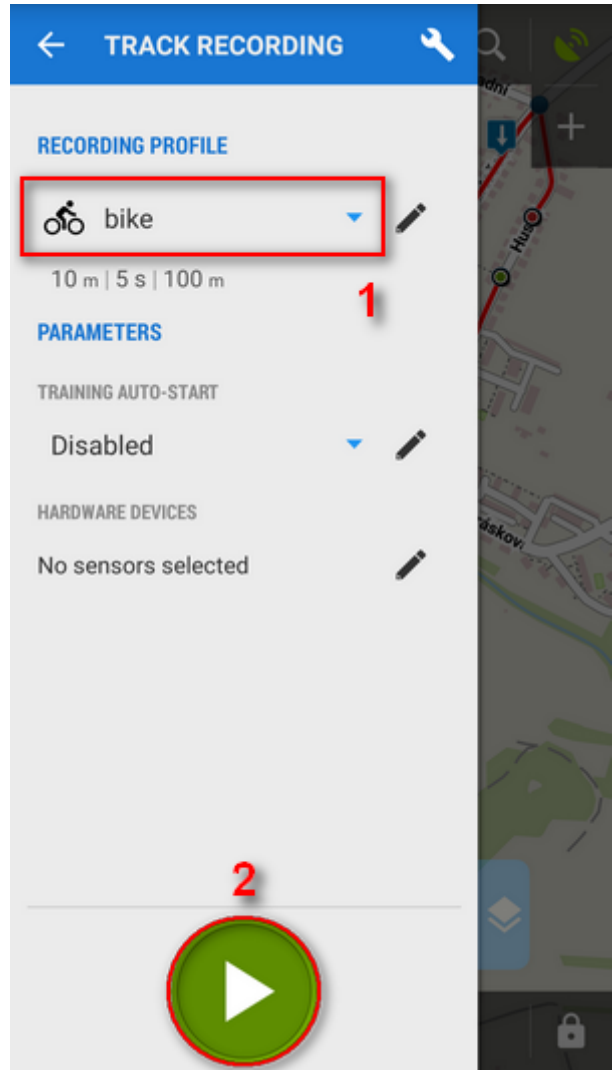 TRACK RECORDING
RECORDING PROFILE
bike
10 m | 5 s | 100 m
1
PARAMETERS
TRAINING AUTO-START
Disabled
HARDWARE DEVICES
No sensors selected
2
Hus